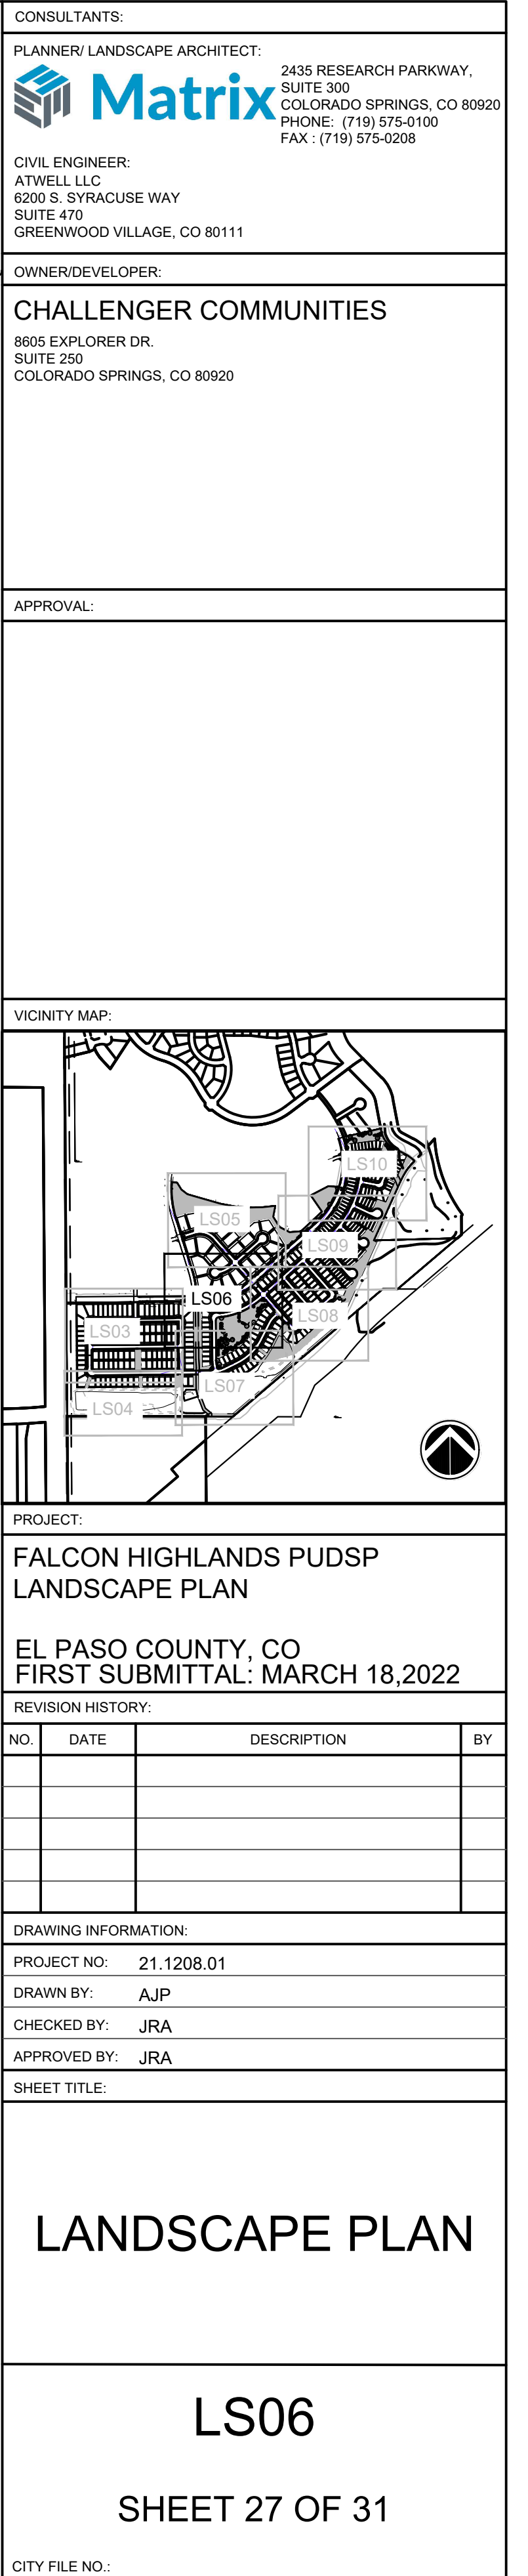 CONSULTANTS:
PLANNER/ LANDSCAPE ARCHITECT:
Matrix
2435 RESEARCH PARKWAY,
SUITE 300
COLORADO SPRINGS, CO 80920
PHONE: (719) 575-0100
FAX : (719) 575-0208
CIVIL ENGINEER:
ATWELL LLC
6200 S. SYRACUSE WAY
SUITE 470
GREENWOOD VILLAGE, CO 80111
OWNER/DEVELOPER:
CHALLENGER COMMUNITIES
8605 EXPLORER DR.
SUITE 250
COLORADO SPRINGS, CO 80920
APPROVAL:
VICINITY MAP:
LS10
LS05
LS09
LS06
LS08
LS03
LS07
LS04
PROJECT:
FALCON HIGHLANDS PUDSP
LANDSCAPE PLAN
EL PASO COUNTY, CO
FIRST SUBMITTAL: MARCH 18,2022
REVISION HISTORY:
NO. DATE DESCRIPTION BY
DRAWING INFORMATION:
PROJECT NO: 21.1208.01
DRAWN BY: AJP
CHECKED BY: JRA
APPROVED BY: JRA
SHEET TITLE:
LANDSCAPE PLAN
LS06
SHEET 27 OF 31
CITY FILE NO.: